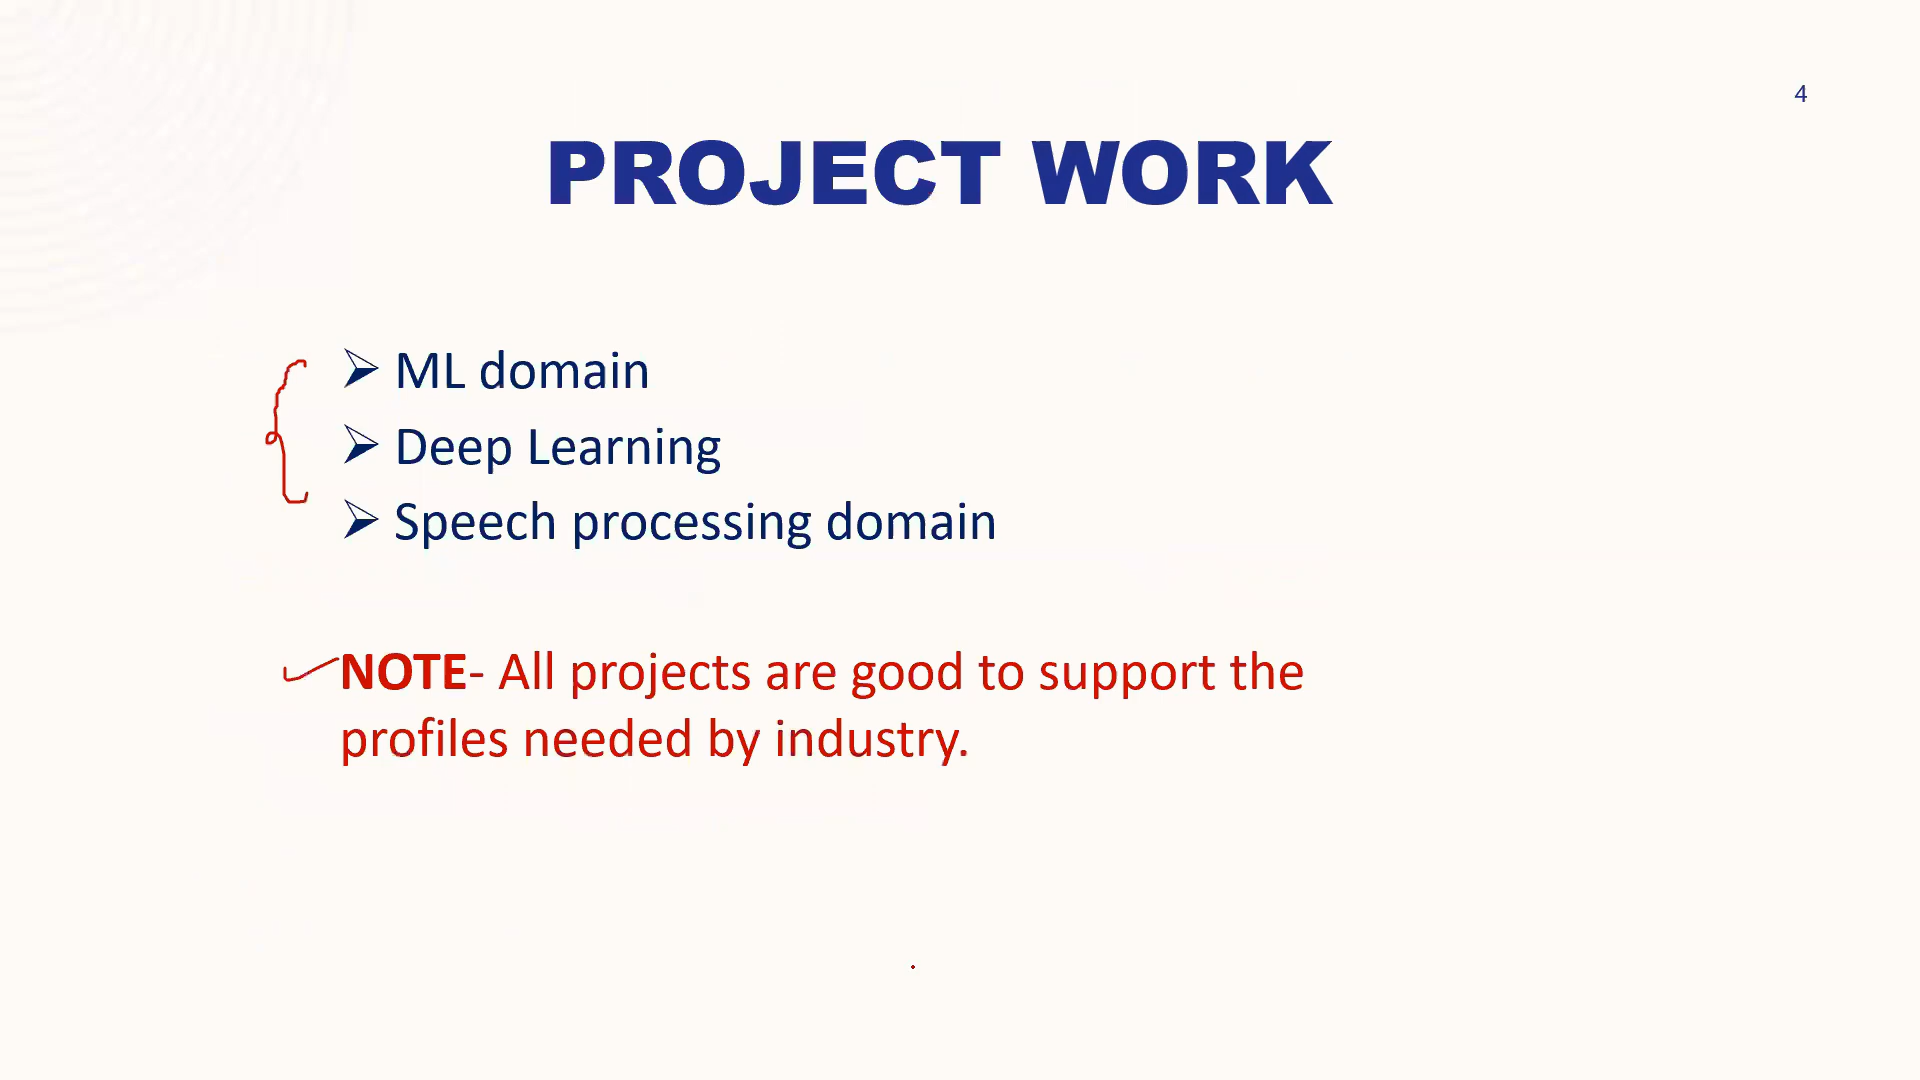 4
PROJECT WORK
➢ ML domain
➢ Deep Learning
➢ Speech processing domain
NOTE- All projects are good to support the
profiles needed by industry.